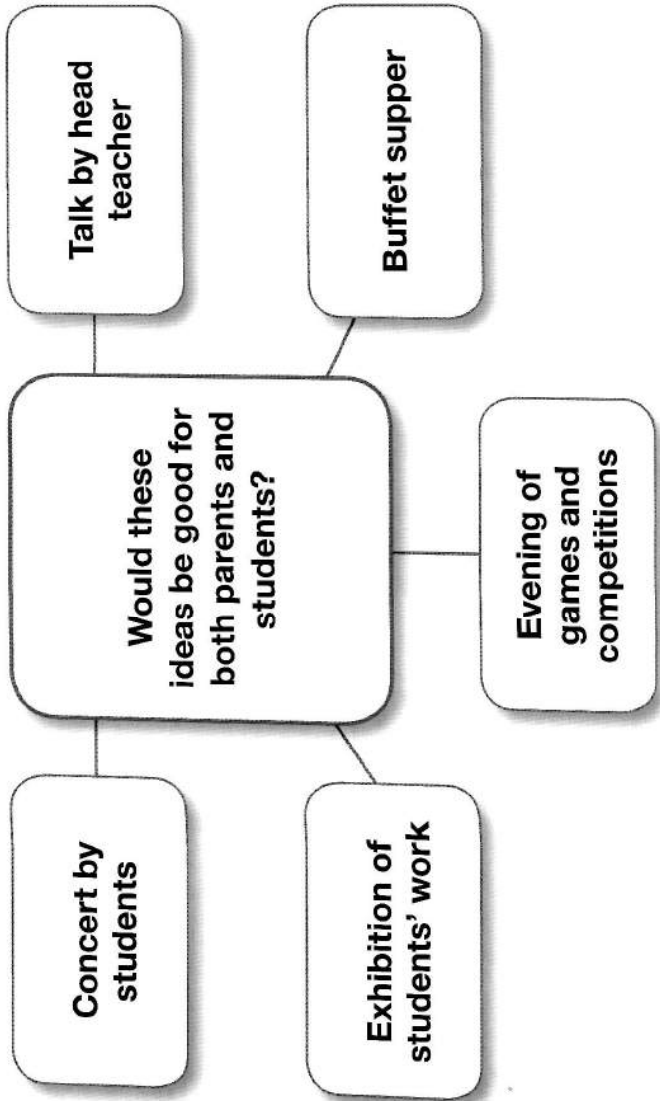 Concert by
students
Would these
ideas be good for
both parents and
students?
Talk by head
teacher
Exhibition of
students' work
Evening of
games and
competitions
Buffet supper